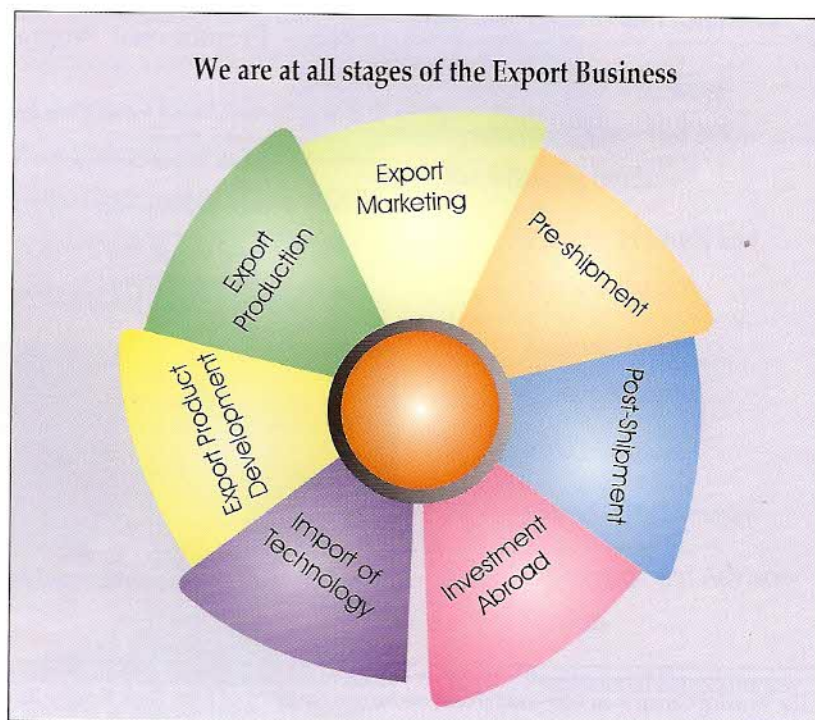 We are at all stages of the Export Business
Export
Marketing
Pre-shipment
Post-Shipment
Investment
Abroad
Import of
Technology
Export Product
Development
Export
Production